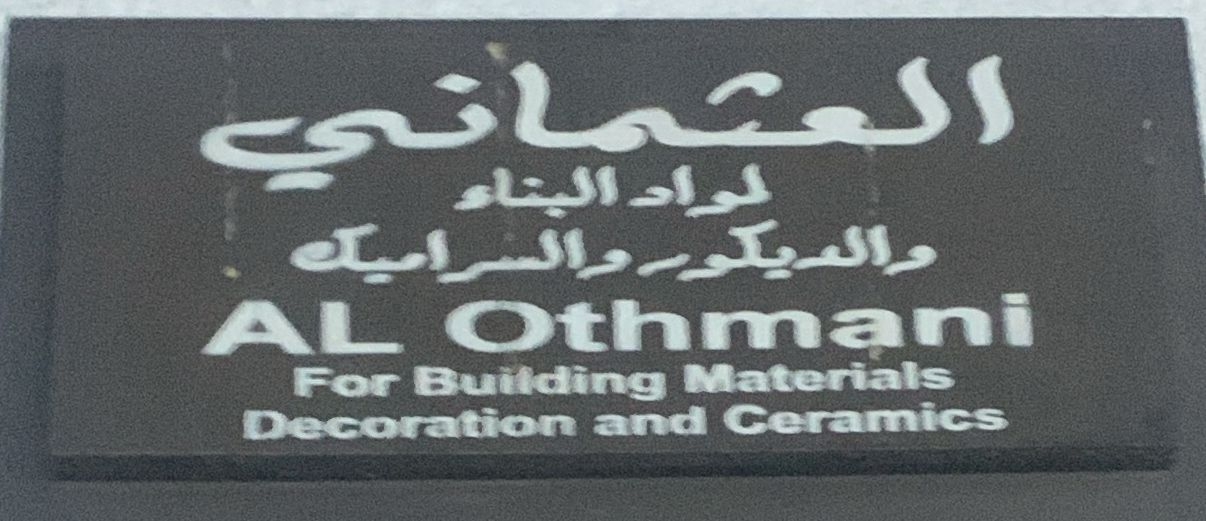 العثماني
لمواد البناء
والديكور والسراميك
AL Othmani
For Building Materials
Decoration and Ceramics